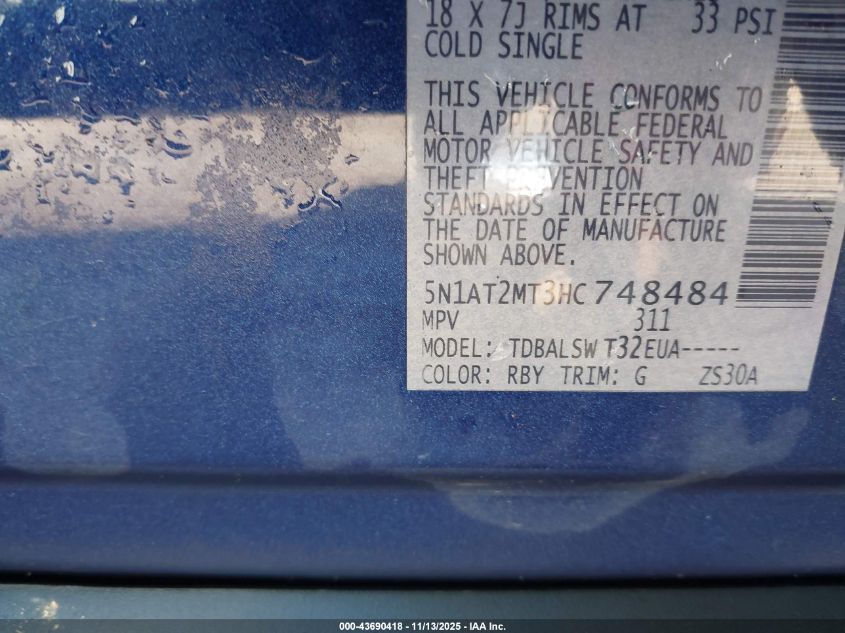 18 X 7J RIMS AT 33 PSI
COLD SINGLE
THIS VEHICLE CONFORMS TO
ALL APPLICABLE FEDERAL
MOTOR VEHICLE SAFETY AND
THEFT PREVENTION
STANDARDS IN EFFECT ON
THE DATE OF MANUFACTURE
SHOWN ABOVE.
5N1AT2MT3HC748484
MPV 311
MODEL: TDBALSW T32EUA-----
COLOR: RBY TRIM: G ZS30A
000-43690418 - 11/13/2025 - IAA Inc.